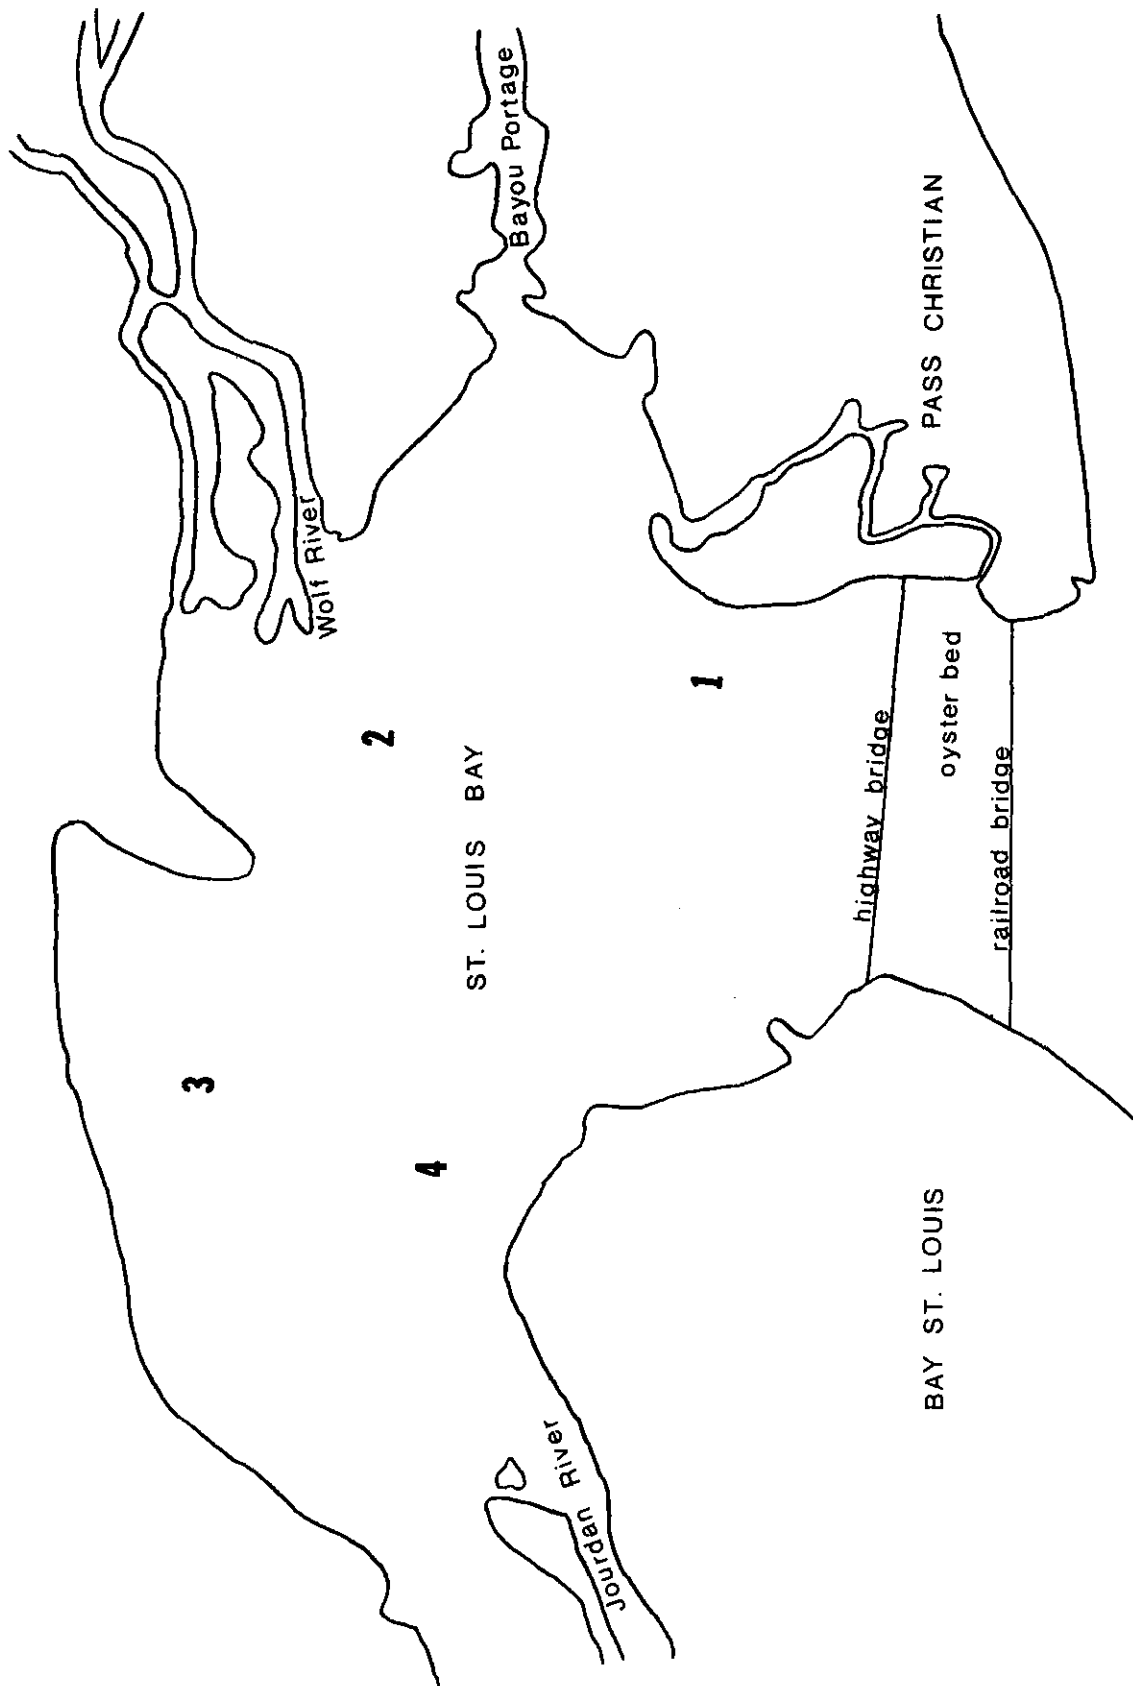 Wolf River
Bayou Portage
3
2
4
ST. LOUIS BAY
1
Jourdan River
highway bridge
oyster bed
railroad bridge
PASS CHRISTIAN
BAY ST. LOUIS